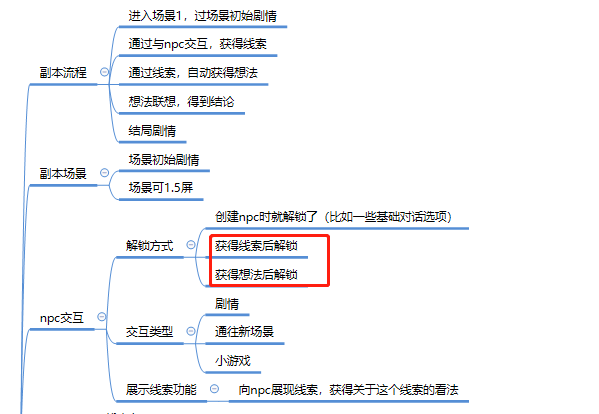 副本流程
进入场景1，过场景初始剧情
通过与npc交互，获得线索
通过线索，自动获得想法
想法联想，得到结论
结局剧情
副本场景
场景初始剧情
场景可1.5屏
npc交互
解锁方式
创建npc时就解锁了（比如一些基础对话选项）
获得线索后解锁
获得想法后解锁
交互类型
剧情
通往新场景
小游戏
展示线索功能
向npc展现线索，获得关于这个线索的看法